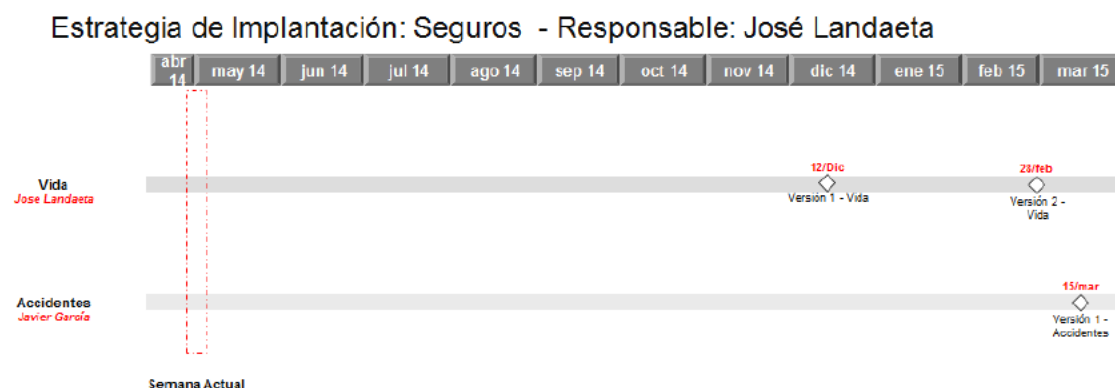 Estrategia de Implantación: Seguros - Responsable: José Landaeta
abr
14
may 14
jun 14
jul 14
ago 14
sep 14
oct 14
nov 14
dic 14
ene 15
feb 15
mar 15
Vida
Jose Landaeta
12/Dic
Versión 1 - Vida
28/feb
Versión 2 -
Vida
Accidentes
Javier García
15/mar
Versión 1 -
Accidentes
Semana Actual